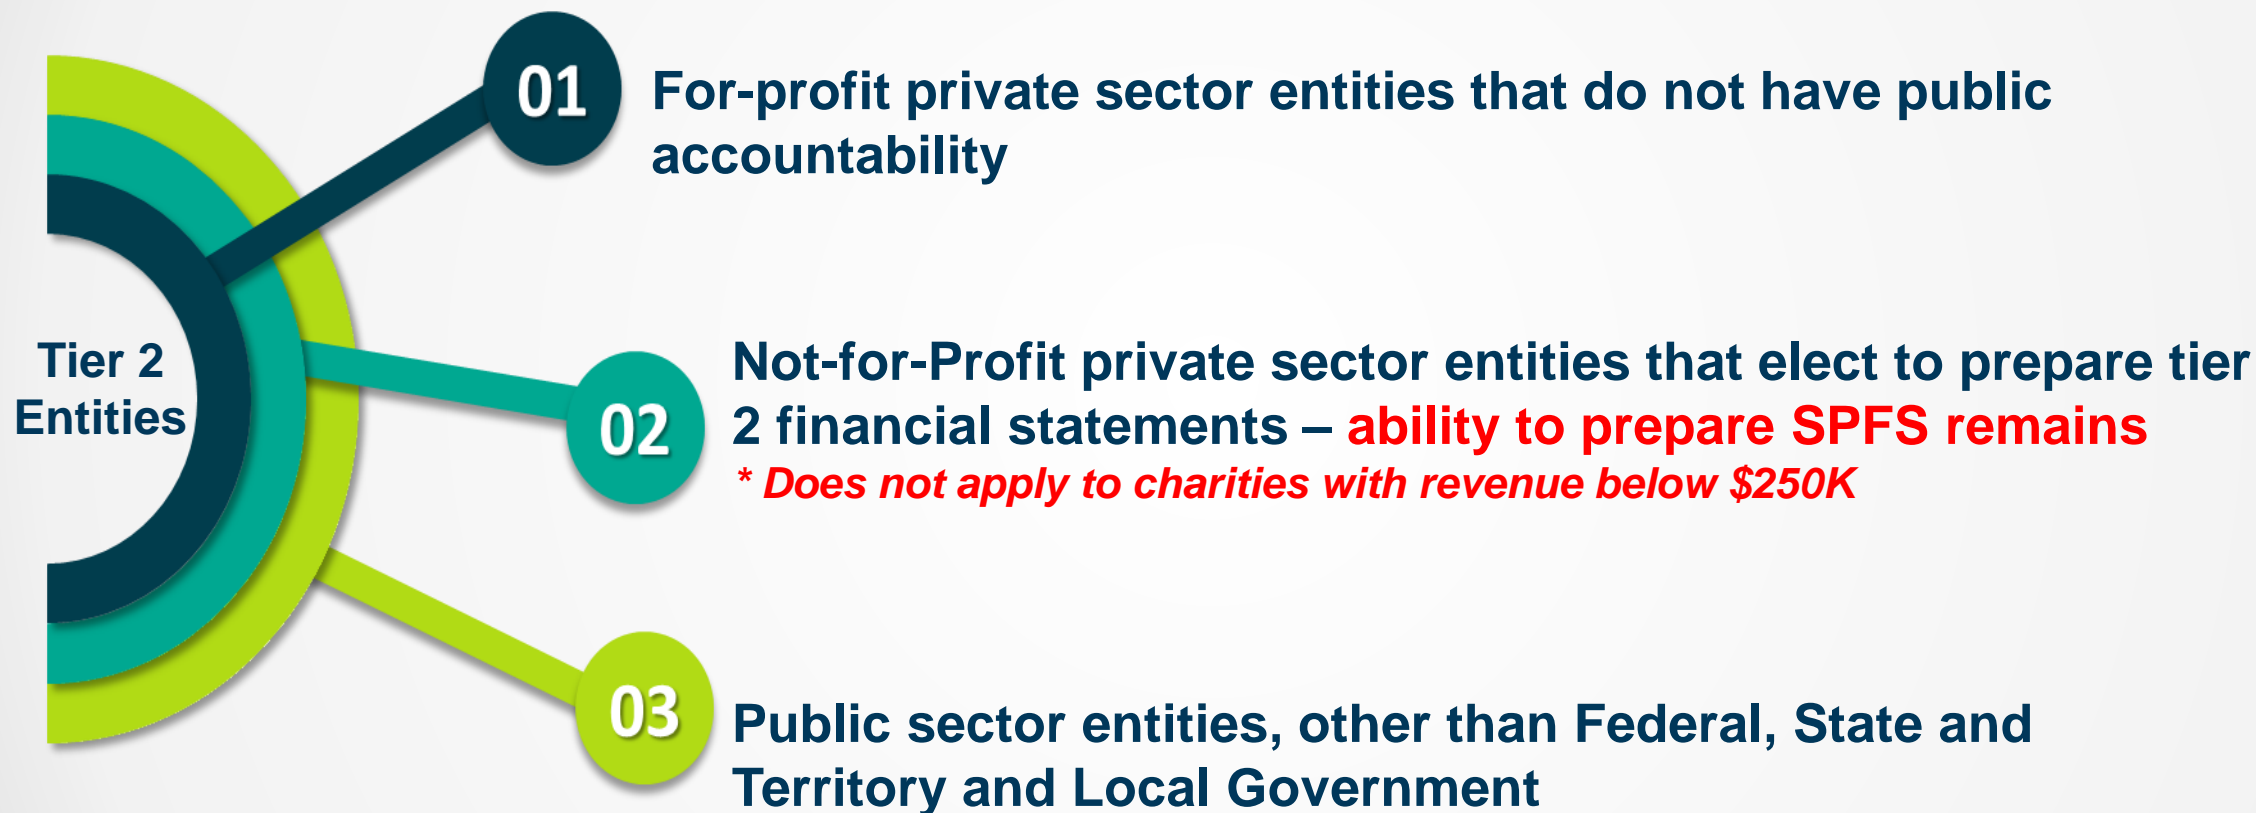 Tier 2
Entities
01
For-profit private sector entities that do not have public
accountability
02
Not-for-Profit private sector entities that elect to prepare tier
2 financial statements – ability to prepare SPFS remains
* Does not apply to charities with revenue below $250K
03
Public sector entities, other than Federal, State and
Territory and Local Government